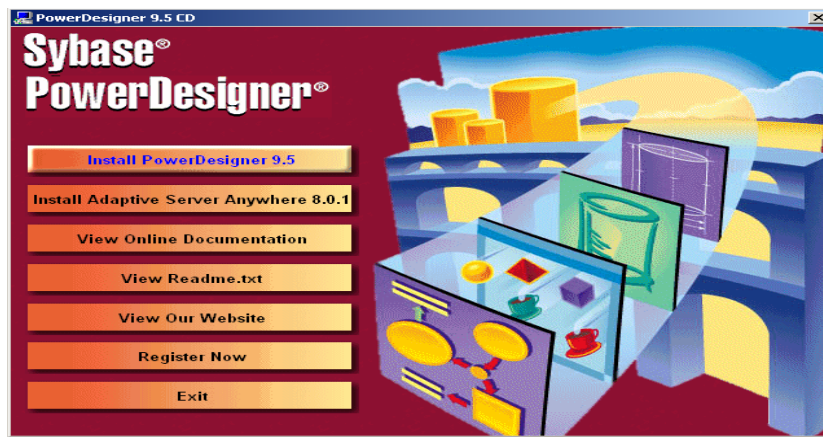 PowerDesigner 9.5 CD
Sybase®
PowerDesigner®
Install PowerDesigner 9.5
Install Adaptive Server Anywhere 8.0.1
View Online Documentation
View Readme.txt
View Our Website
Register Now
Exit